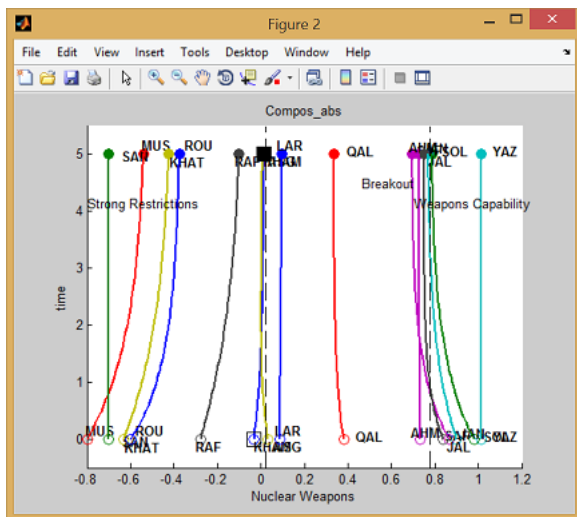 Figure 2
File Edit View Insert Tools Desktop Window Help
Compos_abs
5
MUS ROU LAR
SAN KHAT RAF QAL SOL YAZ
JAL
Breakout
4
Strong Restrictions Weapons Capability
3
time
2
1
0
MUS ROU LAR QAL AHM YAZ
SAN
KHAT RAF JAL
-0.8 -0.6 -0.4 -0.2 0 0.2 0.4 0.6 0.8 1 1.2
Nuclear Weapons